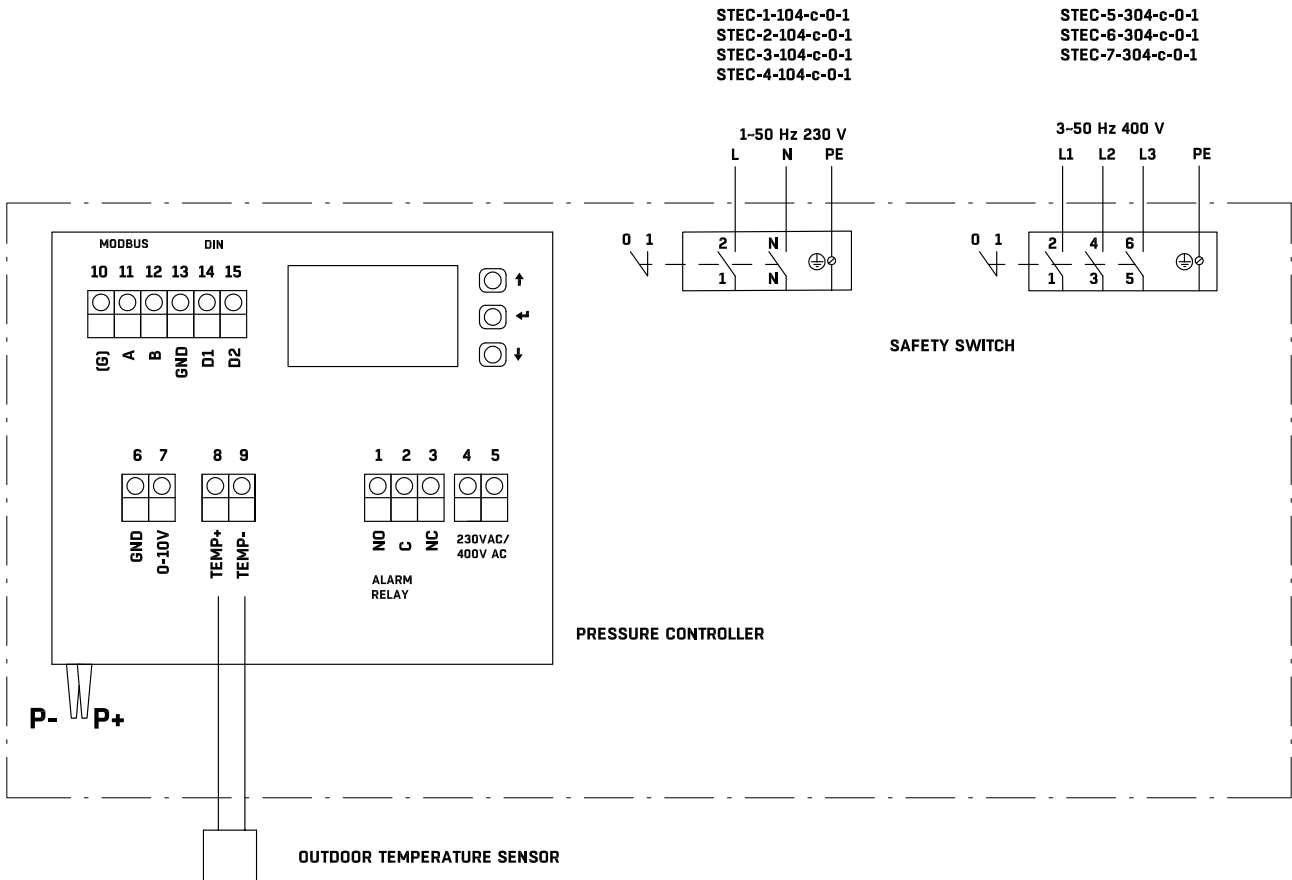 STEC-1-104-c-0-1
STEC-2-104-c-0-1
STEC-3-104-c-0-1
STEC-4-104-c-0-1
STEC-5-304-c-0-1
STEC-6-304-c-0-1
STEC-7-304-c-0-1
1~50 Hz 230 V
L N PE
3~50 Hz 400 V
L1 L2 L3 PE
0 1
2 N
1 N
0 1
2 4 6
1 3 5
SAFETY SWITCH
MODBUS DIN
10 11 12 13 14 15
(G) A B GND D1 D2
6 7 8 9
GND 0-10V TEMP+ TEMP-
1 2 3 4 5
NO C NC
230VAC/
400V AC
ALARM
RELAY
PRESSURE CONTROLLER
P- P+
OUTDOOR TEMPERATURE SENSOR